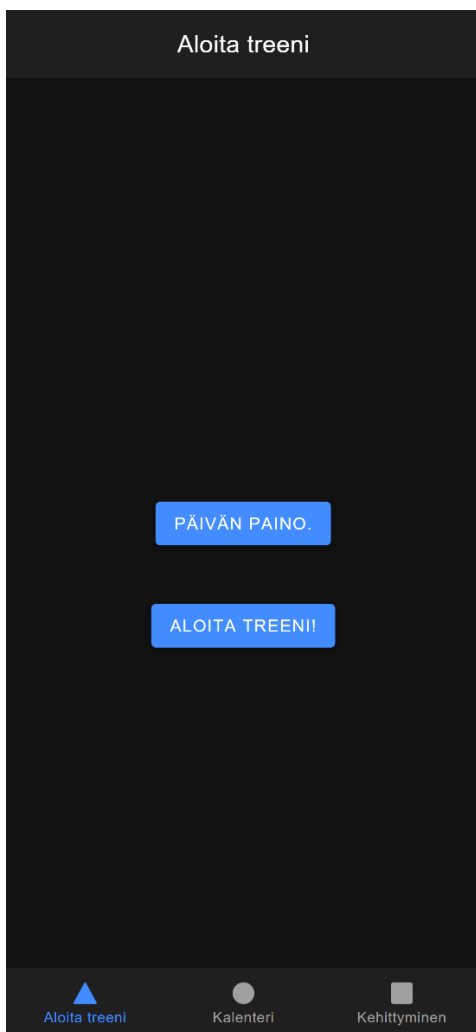 Aloita treeni
PÄIVÄN PAINO.
ALOITA TREENI!
Aloita treeni
Kalenteri
Kehittyminen